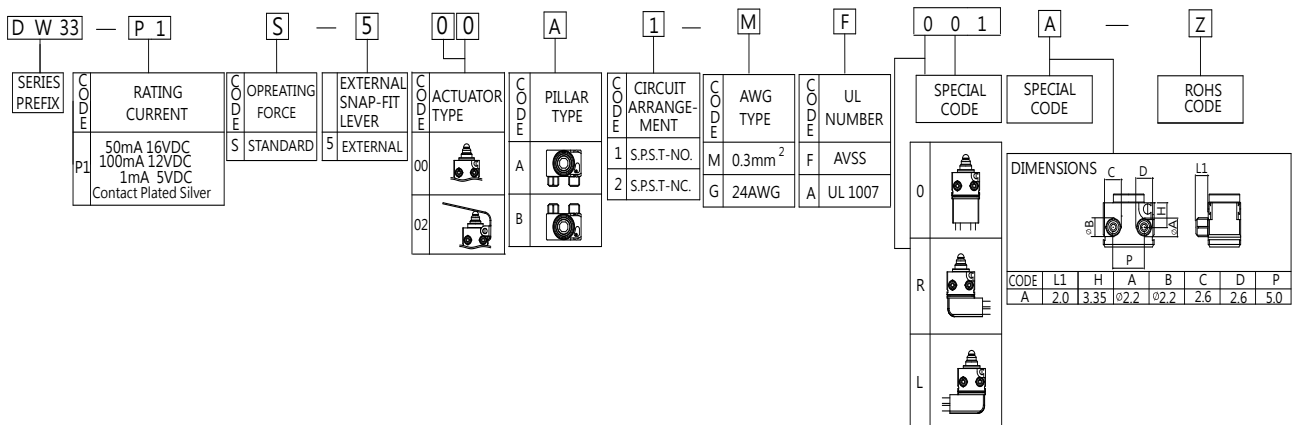 D W 33 — P 1 S — 5 0 0 A 1 — M F 0 0 1 A — Z
SERIES
PREFIX
CODE
RATING
CURRENT
P1
50mA 16VDC
100mA 12VDC
1mA 5VDC
Contact Plated Silver
CODE
OPREATING
FORCE
S STANDARD
EXTERNAL
SNAP-FIT
LEVER
5 EXTERNAL
CODE
ACTUATOR
TYPE
00
02
CODE
PILLAR
TYPE
A
B
CODE
CIRCUIT
ARRANGE-
MENT
1 S.P.S.T-NO.
2 S.P.S.T-NC.
CODE
AWG
TYPE
M 0.3mm²
G 24AWG
CODE
UL
NUMBER
F AVSS
A UL 1007
SPECIAL
CODE
0
R
L
SPECIAL
CODE
ROHS
CODE
DIMENSIONS
C D L1
H
⌀B ⌀A
P
CODE L1 H A B C D P
A 2.0 3.35 ⌀2.2 ⌀2.2 2.6 2.6 5.0